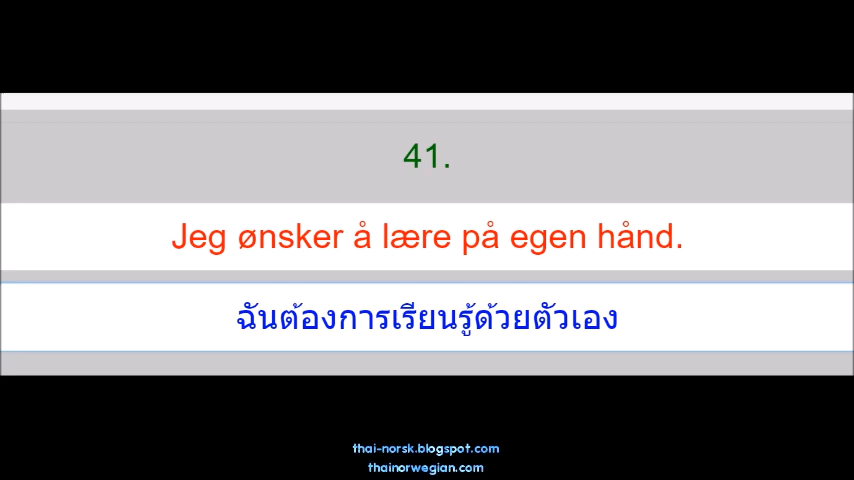 41.
Jeg ønsker å lære på egen hånd.
ฉันต้องการเรียนรู้ด้วยตัวเอง
thai-norsk.blogspot.com
thainorwegian.com